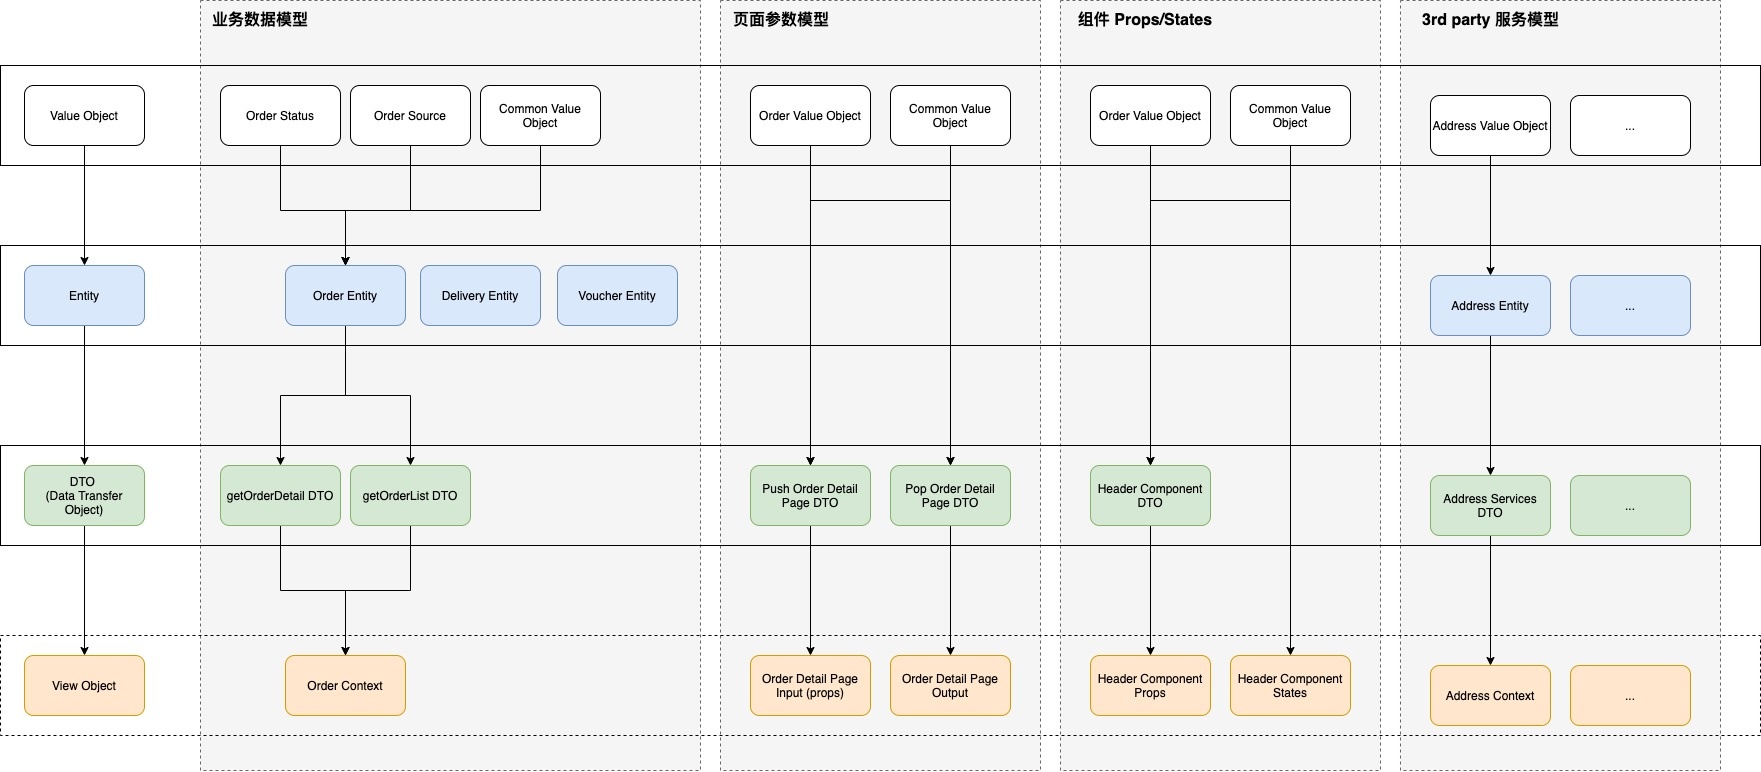 业务数据模型
页面参数模型
组件 Props/States
3rd party 服务模型
Value Object
Order Status
Order Source
Common Value
Object
Order Value Object
Common Value
Object
Order Value Object
Common Value
Object
Address Value Object
...
Entity
Order Entity
Delivery Entity
Voucher Entity
Address Entity
...
DTO
(Data Transfer
Object)
getOrderDetail DTO
getOrderList DTO
Push Order Detail
Page DTO
Pop Order Detail
Page DTO
Header Component
DTO
Address Services
DTO
...
View Object
Order Context
Order Detail Page
Input (props)
Order Detail Page
Output
Header Component
Props
Header Component
States
Address Context
...